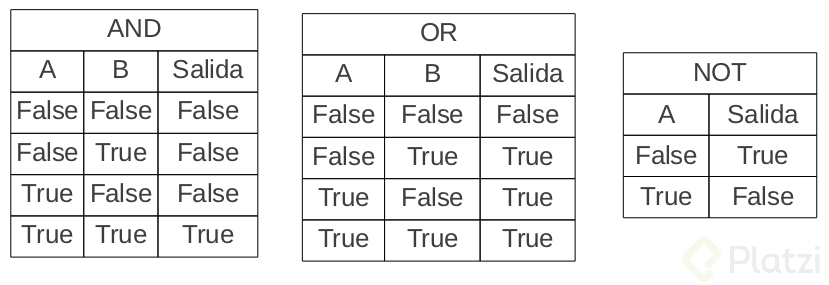 AND
A B Salida
False False False
False True False
True False False
True True True
OR
A B Salida
False False False
False True True
True False True
True True True
NOT
A Salida
False True
True False
Platzi